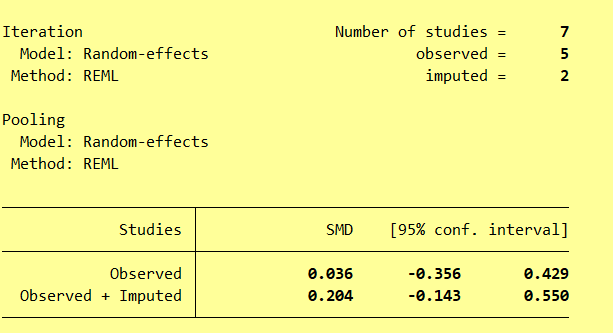 Iteration Number of studies = 7
Model: Random-effects observed = 5
Method: REML imputed = 2
Pooling
Model: Random-effects
Method: REML
Studies SMD [95% conf. interval]
Observed 0.036 -0.356 0.429
Observed + Imputed 0.204 -0.143 0.550